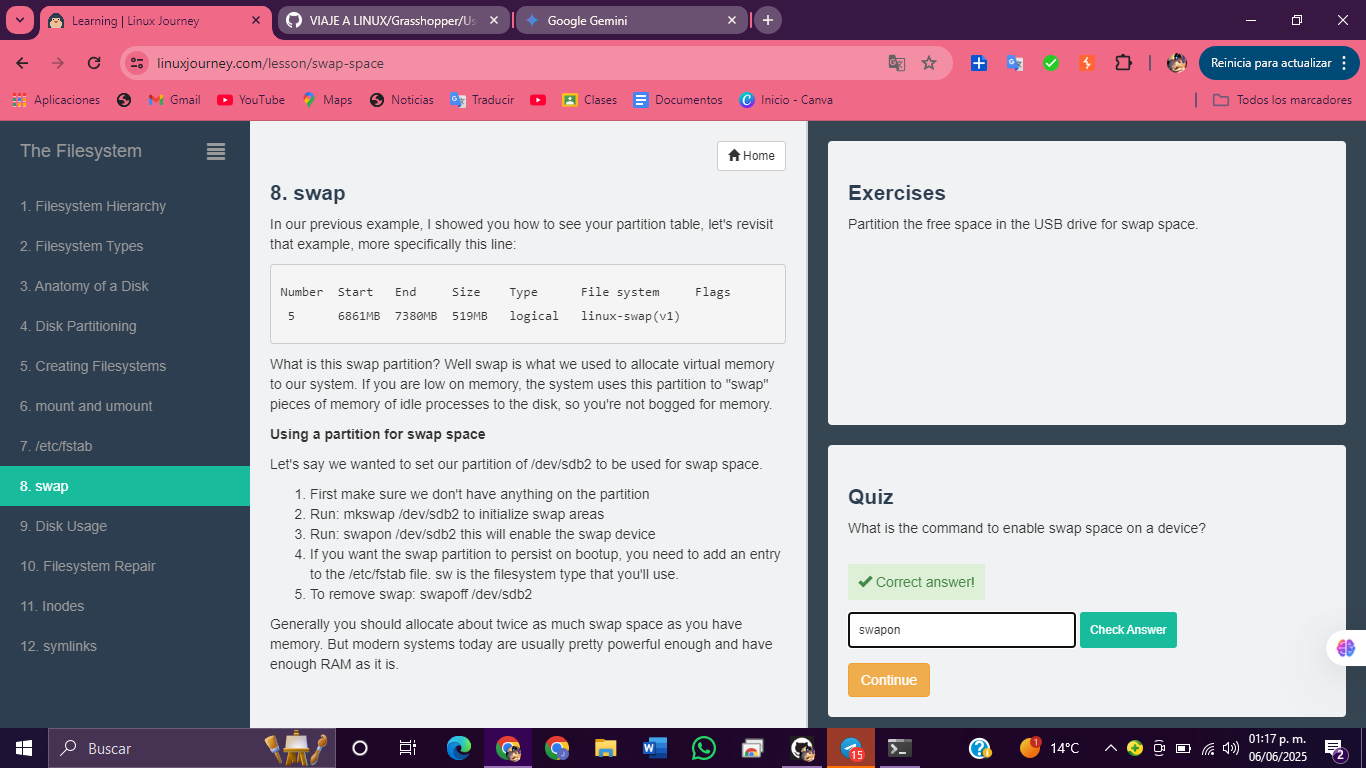 Learning | Linux Journey
VIAJE A LINUX/Grasshopper/Us
Google Gemini
linuxjourney.com/lesson/swap-space
Reinicia para actualizar
Aplicaciones
Gmail
YouTube
Maps
Noticias
Traducir
Clases
Documentos
Inicio - Canva
Todos los marcadores
The Filesystem
1. Filesystem Hierarchy
2. Filesystem Types
3. Anatomy of a Disk
4. Disk Partitioning
5. Creating Filesystems
6. mount and umount
7. /etc/fstab
8. swap
9. Disk Usage
10. Filesystem Repair
11. Inodes
12. symlinks
Home
8. swap
In our previous example, I showed you how to see your partition table, let's revisit
that example, more specifically this line:
Number Start End Size Type File system Flags
5 6861MB 7380MB 519MB logical linux-swap(v1)
What is this swap partition? Well swap is what we used to allocate virtual memory
to our system. If you are low on memory, the system uses this partition to "swap"
pieces of memory of idle processes to the disk, so you're not bogged for memory.
Using a partition for swap space
Let's say we wanted to set our partition of /dev/sdb2 to be used for swap space.
1. First make sure we don't have anything on the partition
2. Run: mkswap /dev/sdb2 to initialize swap areas
3. Run: swapon /dev/sdb2 this will enable the swap device
4. If you want the swap partition to persist on bootup, you need to add an entry
to the /etc/fstab file. sw is the filesystem type that you'll use.
5. To remove swap: swapoff /dev/sdb2
Generally you should allocate about twice as much swap space as you have
memory. But modern systems today are usually pretty powerful enough and have
enough RAM as it is.
Exercises
Partition the free space in the USB drive for swap space.
Quiz
What is the command to enable swap space on a device?
Correct answer!
swapon
Check Answer
Continue
Buscar
15
1
14°C
01:17 p. m.
06/06/2025
2